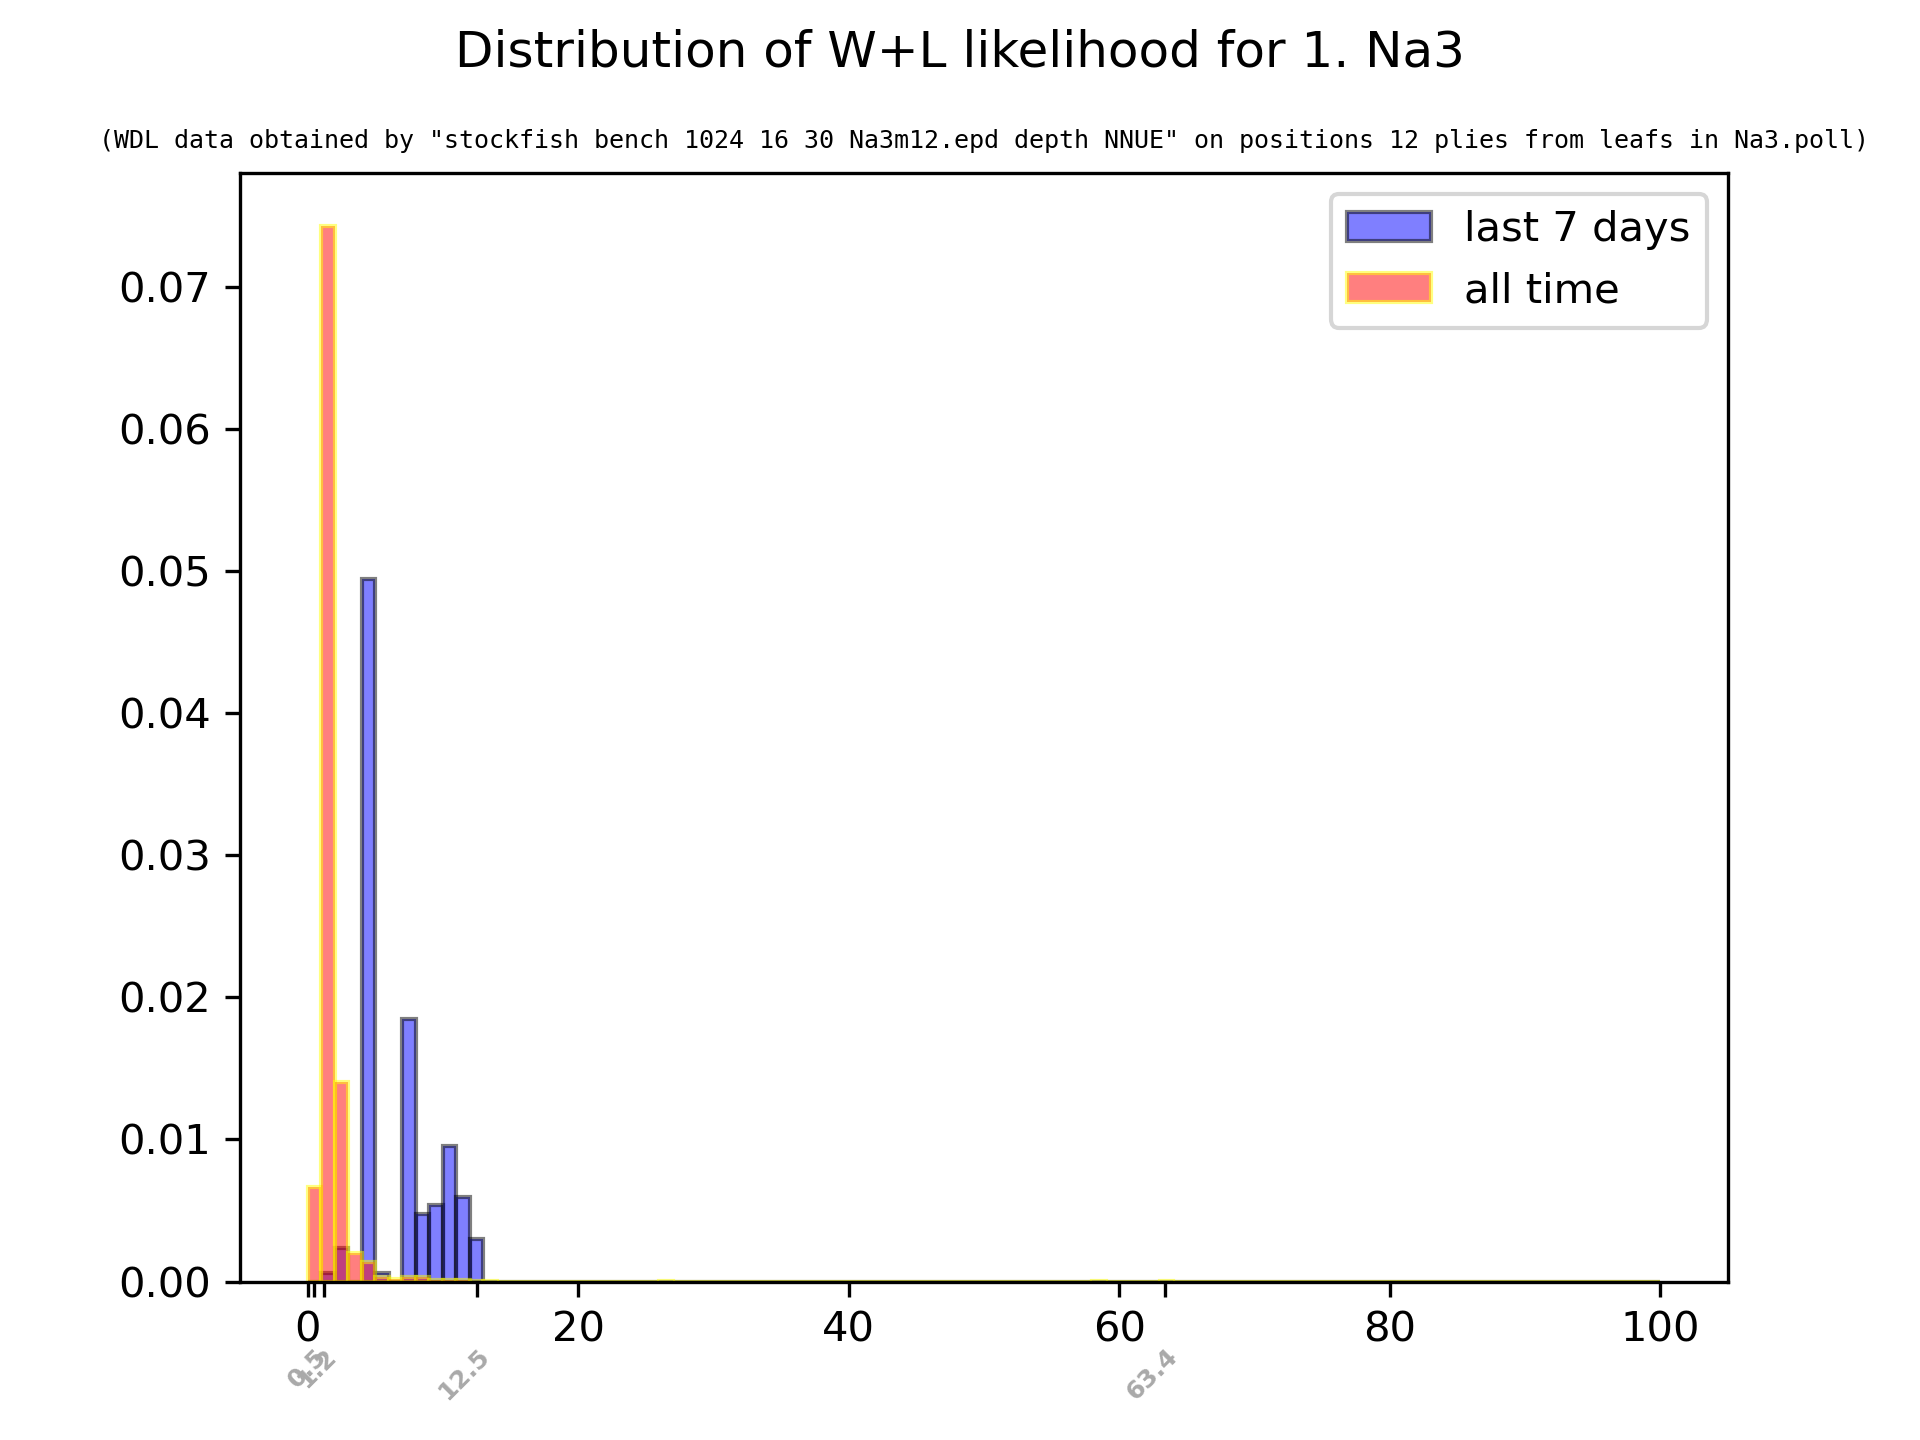 Distribution of W+L likelihood for 1. Na3
(WDL data obtained by "stockfish bench 1024 16 30 Na3m12.epd depth NNUE" on positions 12 plies from leafs in Na3.poll)
last 7 days
all time
0.07
0.06
0.05
0.04
0.03
0.02
0.01
0.00
0 20 40 60 80 100
0.5 1.2 12.5 63.4